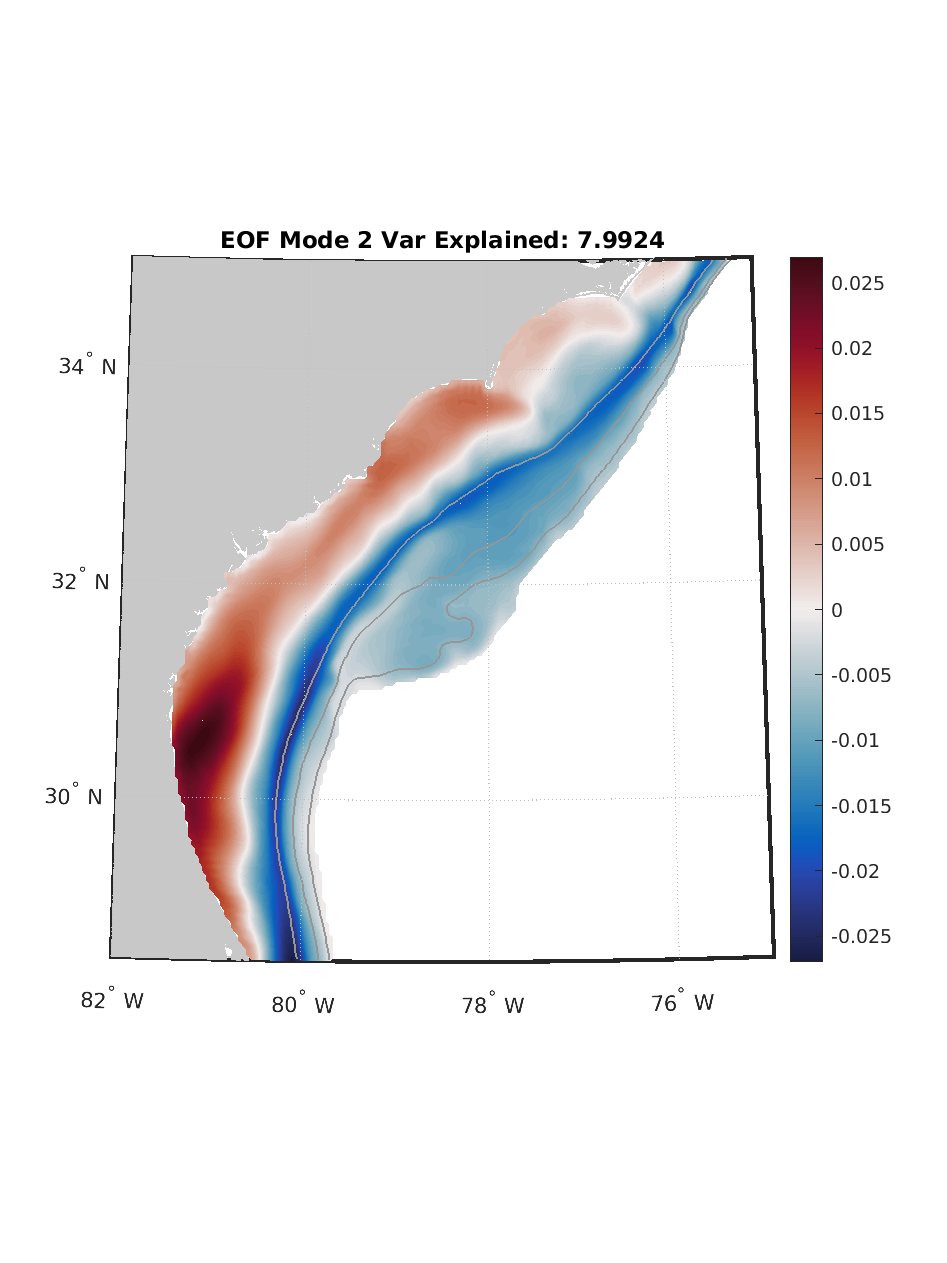 EOF Mode 2 Var Explained: 7.9924
34° N
32° N
30° N
82° W
80° W
78° W
76° W
0.025
0.02
0.015
0.01
0.005
0
-0.005
-0.01
-0.015
-0.02
-0.025